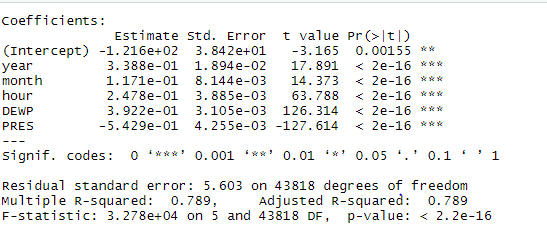 Coefficients:
Estimate Std. Error t value Pr(>|t|)
(Intercept) -1.216e+02 3.842e+01 -3.165 0.00155 **
year 3.388e-01 1.894e-02 17.891 < 2e-16 ***
month 1.171e-01 8.144e-03 14.373 < 2e-16 ***
hour 2.478e-01 3.885e-03 63.788 < 2e-16 ***
DEWP 3.922e-01 3.105e-03 126.314 < 2e-16 ***
PRES -5.429e-01 4.255e-03 -127.614 < 2e-16 ***
---
Signif. codes: 0 ‘***’ 0.001 ‘**’ 0.01 ‘*’ 0.05 ‘.’ 0.1 ‘ ’ 1
Residual standard error: 5.603 on 43818 degrees of freedom
Multiple R-squared: 0.789, Adjusted R-squared: 0.789
F-statistic: 3.278e+04 on 5 and 43818 DF, p-value: < 2.2e-16